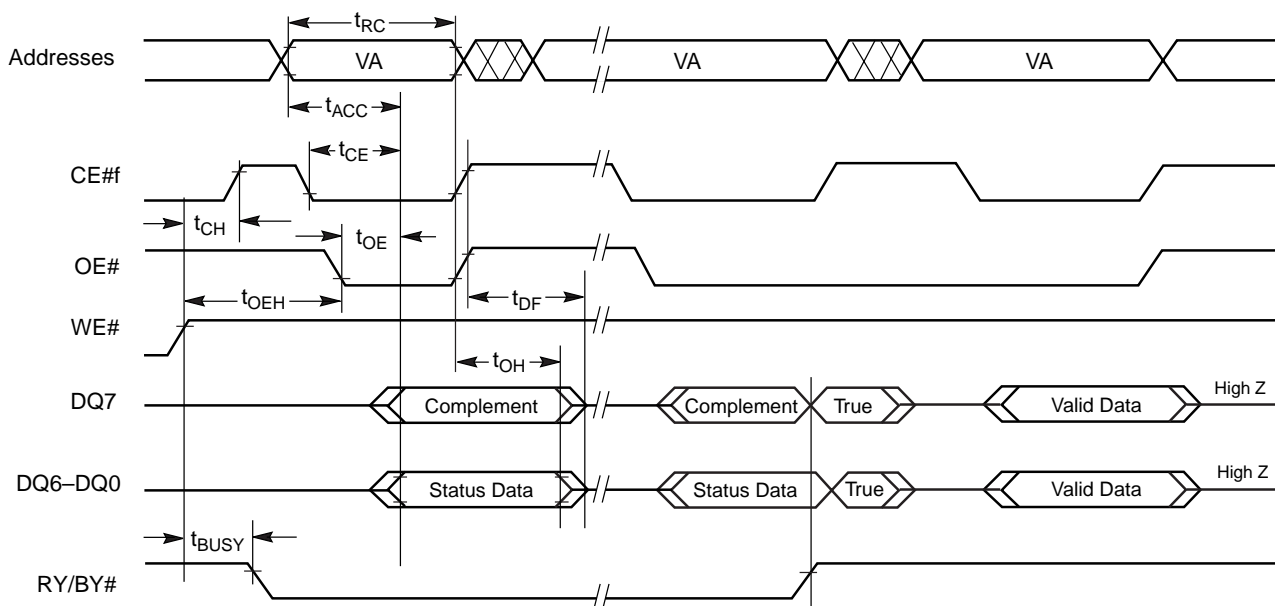 tRC
Addresses VA VA VA
tACC
tCE
CE#f
tCH
tOE
OE#
tOEH
tDF
WE#
tOH
DQ7 Complement Complement True Valid Data High Z
DQ6–DQ0 Status Data Status Data True Valid Data High Z
tBUSY
RY/BY#